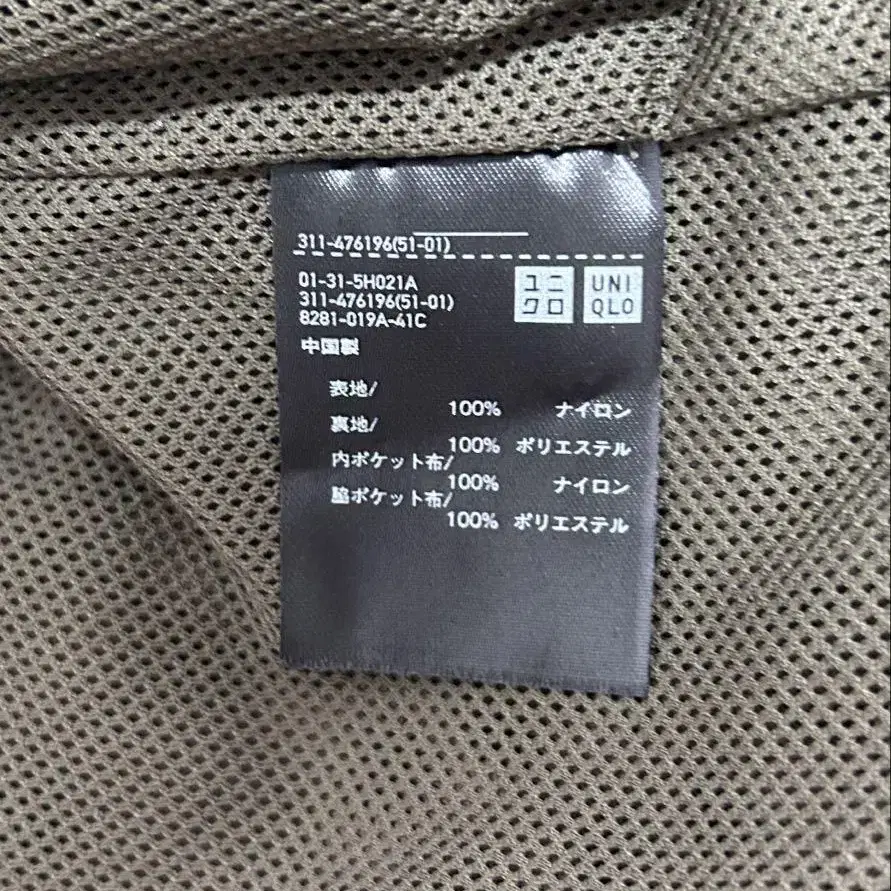 311-476196(51-01)
01-31-5H021A
311-476196(51-01)
8281-019A-41C
ユニ
クロ
UNI
QLO
中国製
表地/
100% ナイロン
裏地/
100% ポリエステル
内ポケット布/
100% ナイロン
脇ポケット布/
100% ポリエステル